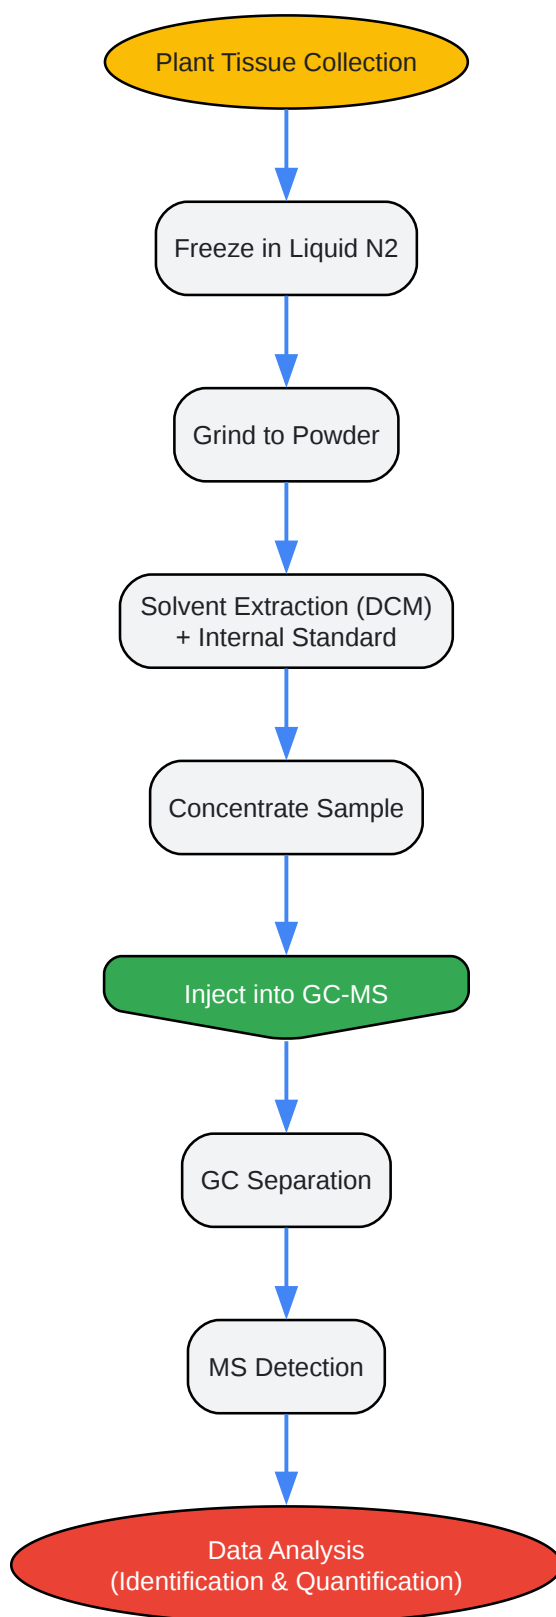 Plant Tissue Collection
Freeze in Liquid N2
Grind to Powder
Solvent Extraction (DCM)
+ Internal Standard
Concentrate Sample
Inject into GC-MS
GC Separation
MS Detection
Data Analysis
(Identification & Quantification)